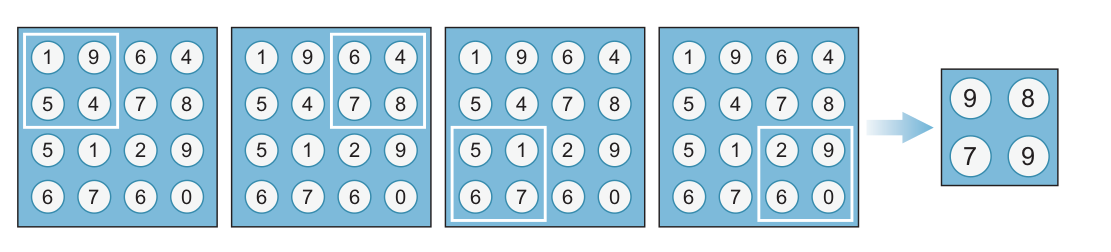 1 9 6 4 1 9 6 4 1 9 6 4 1 9 6 4
5 4 7 8 5 4 7 8 5 4 7 8 5 4 7 8
5 1 2 9 5 1 2 9 5 1 2 9 5 1 2 9
6 7 6 0 6 7 6 0 6 7 6 0 6 7 6 0
9 8
7 9